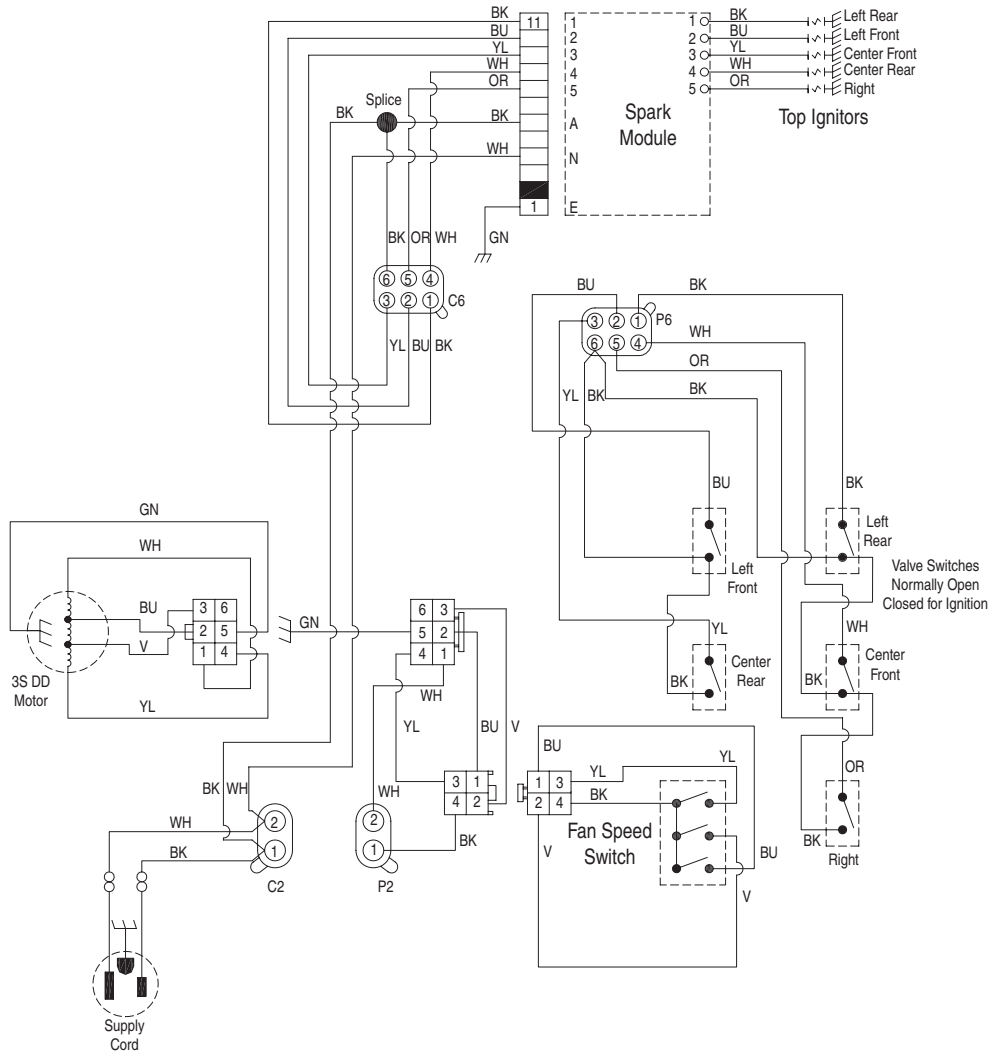 BK 11 1 1 BK Left Rear
BU 2 2 BU Left Front
YL 3 3 YL Center Front
WH 4 4 WH Center Rear
OR 5 5 OR Right
Spark
Module
Top Ignitors
Splice
BK BK A
WH N
1 E
GN
BK OR WH
6 5 4
3 2 1 C6
YL BU BK
BU BK
3 2 1 P6
6 5 4 WH
OR
YL BK BK
BU BK
Left
Rear
Left
Front
Valve Switches
Normally Open
Closed for Ignition
YL WH
Center
Rear
Center
Front
BK BK
OR
BK
Right
GN
WH
BU
V
YL
3S DD
Motor
3 6
2 5
1 4
GN
6 3
5 2
4 1
WH
YL BU V
BK WH
WH
BK
2
1
C2
WH
2
1
P2
3 1
4 2
BK
BU
1 3
2 4
YL YL
BK
Fan Speed
Switch
V BU
V
Supply
Cord